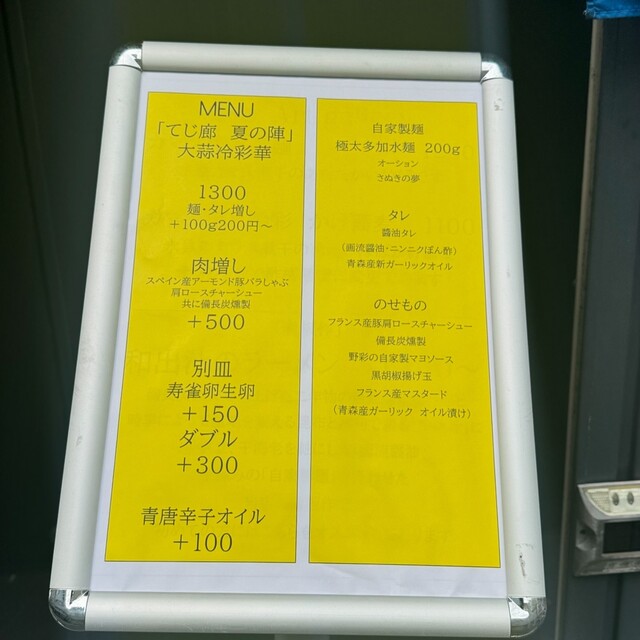 MENU
「てじ廊 夏の陣」
大蒜冷彩華
1300
麺・タレ増し
+100g200円～
肉増し
スペイン産アーモンド豚バラしゃぶ
肩ロースチャーシュー
共に備長炭燻製
+500
別皿
寿雀卵生卵
+150
ダブル
+300
青唐辛子オイル
+100
自家製麺
極太多加水麺 200g
オーション
さぬきの夢
タレ
醤油タレ
(画流醤油・ニンニクぽん酢)
青森産新ガーリックオイル
のせもの
フランス産豚肩ロースチャーシュー
備長炭燻製
野彩の自家製マヨソース
黒胡椒揚げ玉
フランス産マスタード
(青森産ガーリック オイル漬け)